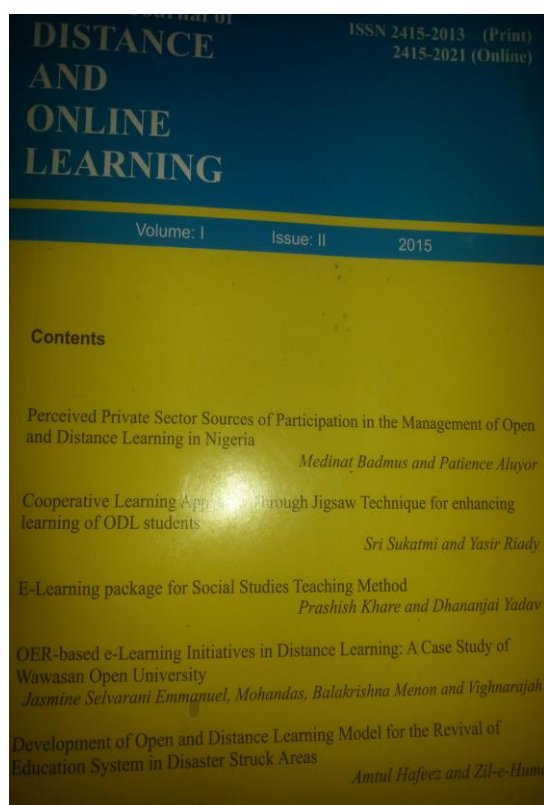 Journal of
DISTANCE
AND
ONLINE
LEARNING
ISSN 2415-2013 (Print)
2415-2021 (Online)
Volume: I Issue: II 2015
Contents
Perceived Private Sector Sources of Participation in the Management of Open
and Distance Learning in Nigeria
Medinat Badmus and Patience Aluyor
Cooperative Learning Through Jigsaw Technique for enhancing
learning of ODL students
Sri Sukatmi and Yasir Riady
E-Learning package for Social Studies Teaching Method
Prashish Khare and Dhananjai Yadav
OER-based e-Learning Initiatives in Distance Learning: A Case Study of
Wawasan Open University
Jasmine Selvarani Emmanuel, Mohandas, Balakrishna Menon and Vighnarajah
Development of Open and Distance Learning Model for the Revival of
Education System in Disaster Struck Areas
Amtul Hafeez and Zil-e-Huma